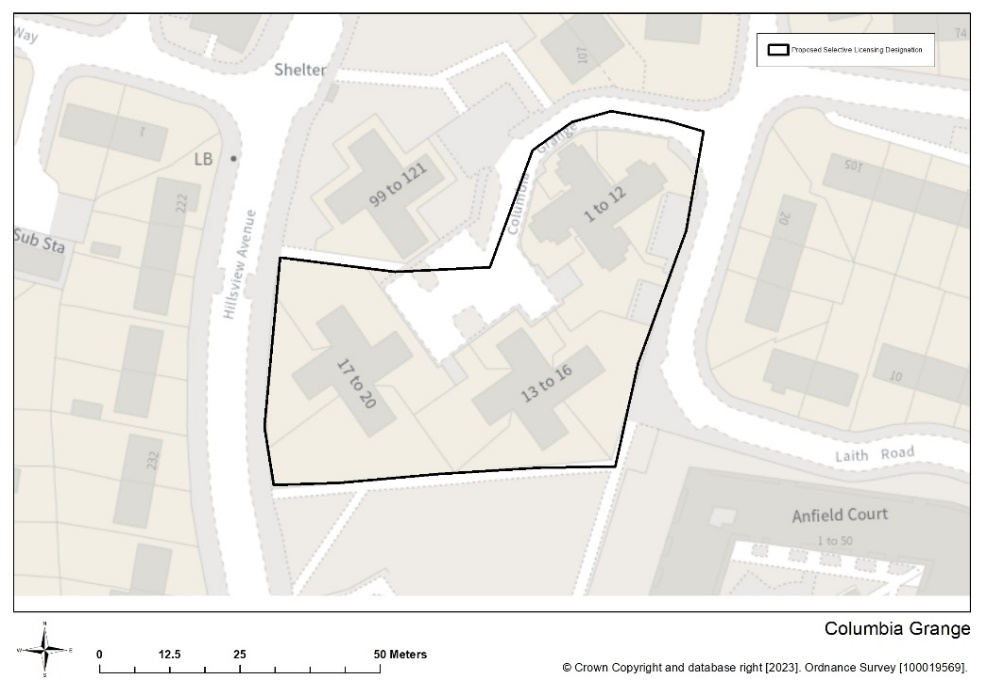 Way
107
74
Proposed Selective Licensing Designation
Shelter
1
LB
99 to 121
Columbia Grange
1 to 12
105
222
20
Sub Sta
Hillsview Avenue
17 to 20
13 to 16
10
232
Laith Road
Anfield Court
1 to 50
Columbia Grange
N
W
E
S
0 12.5 25 50 Meters
© Crown Copyright and database right [2023]. Ordnance Survey [100019569].